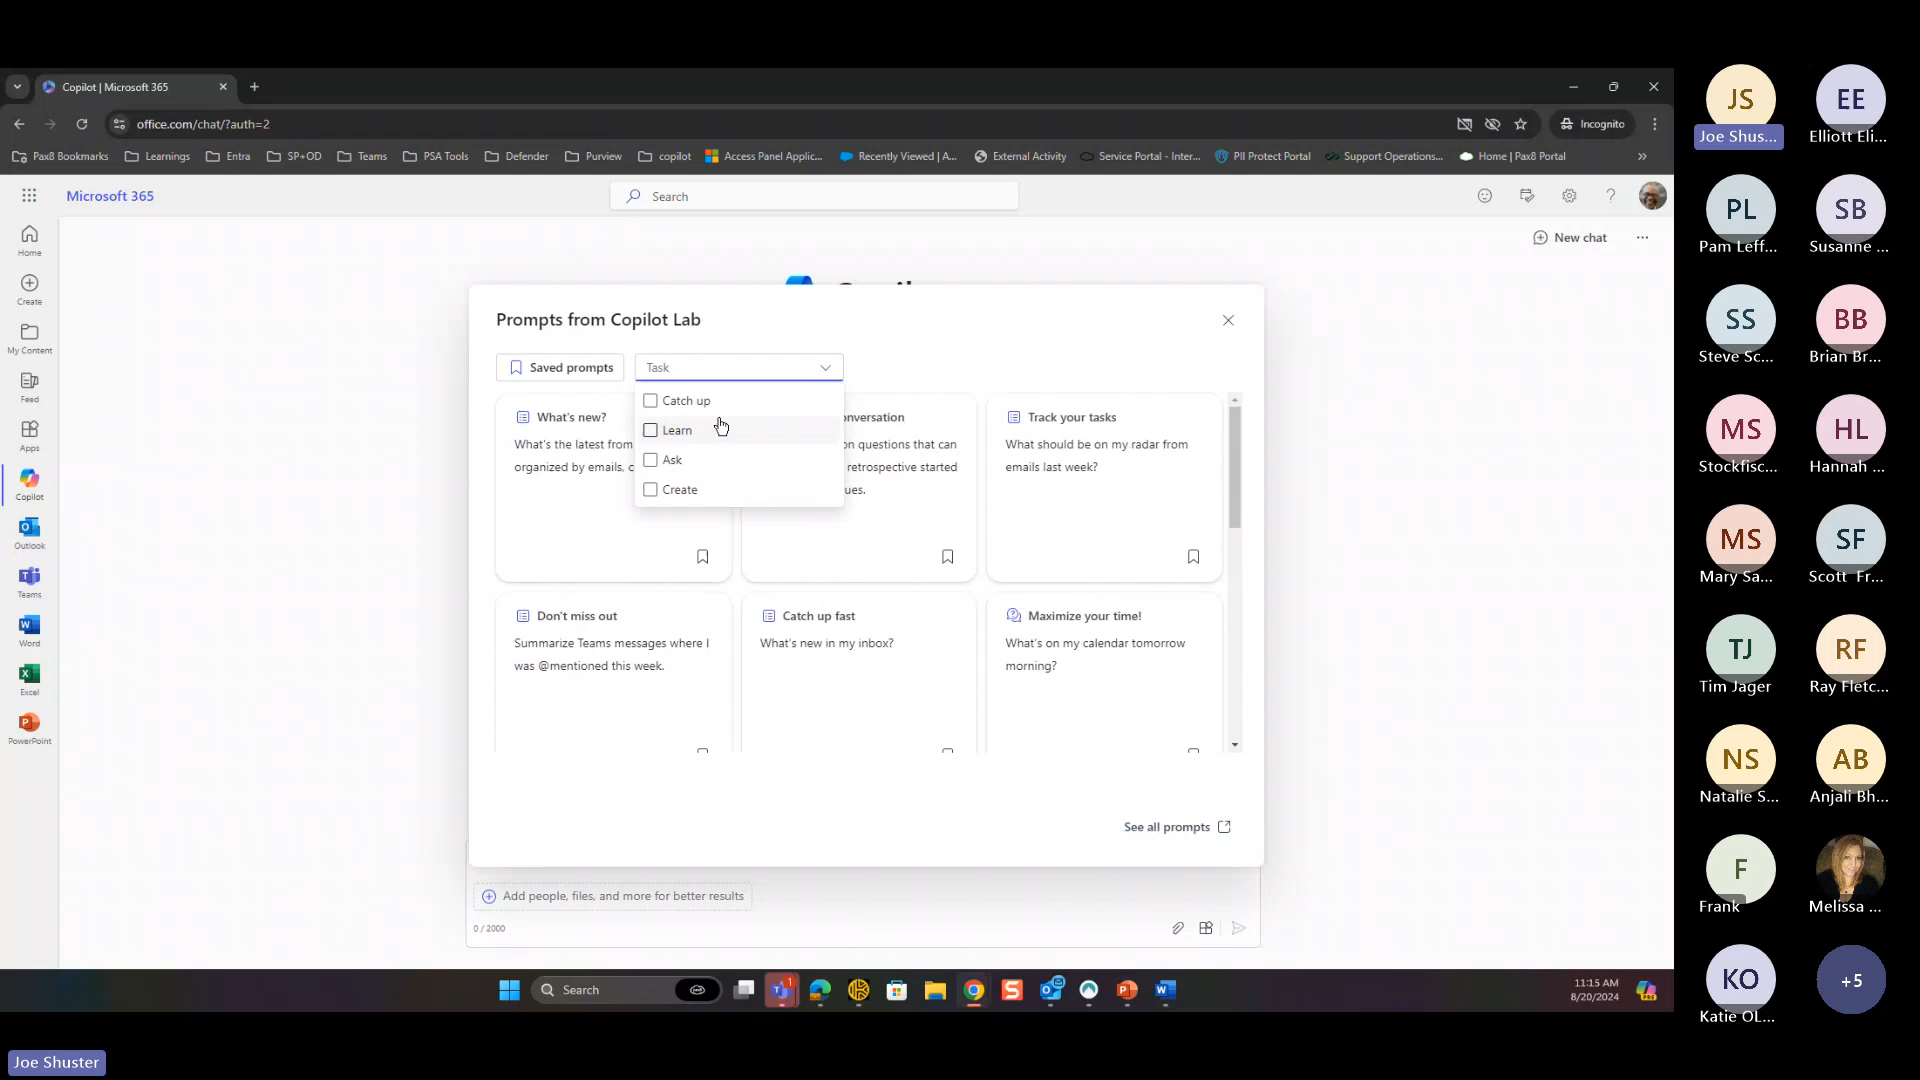 Copilot | Microsoft 365
office.com/chat/?auth=2
Incognito
Pax8 Bookmarks
Learnings
Entra
SP+OD
Teams
PSA Tools
Defender
Purview
copilot
Access Panel Applic...
Recently Viewed | A...
External Activity
Service Portal - Inter...
PII Protect Portal
Support Operations...
Home | Pax8 Portal
Microsoft 365
Search
Home
Create
My Content
Feed
Apps
Copilot
Outlook
Teams
Word
Excel
PowerPoint
New chat
Prompts from Copilot Lab
Saved prompts
Task
Catch up
Learn
Ask
Create
What's new?
What's the latest from
organized by emails, c
onversation
on questions that can
retrospective started
ues.
Track your tasks
What should be on my radar from
emails last week?
Don't miss out
Summarize Teams messages where I
was @mentioned this week.
Catch up fast
What's new in my inbox?
Maximize your time!
What's on my calendar tomorrow
morning?
See all prompts
Add people, files, and more for better results
0 / 2000
Search
11:15 AM
8/20/2024
JS
Joe Shus...
EE
Elliott Eli...
PL
Pam Leff...
SB
Susanne ...
SS
Steve Sc...
BB
Brian Br...
MS
Stockfisc...
HL
Hannah ...
MS
Mary Sa...
SF
Scott Fr...
TJ
Tim Jager
RF
Ray Fletc...
NS
Natalie S...
AB
Anjali Bh...
F
Frank
Melissa ...
KO
Katie OL...
+5
Joe Shuster